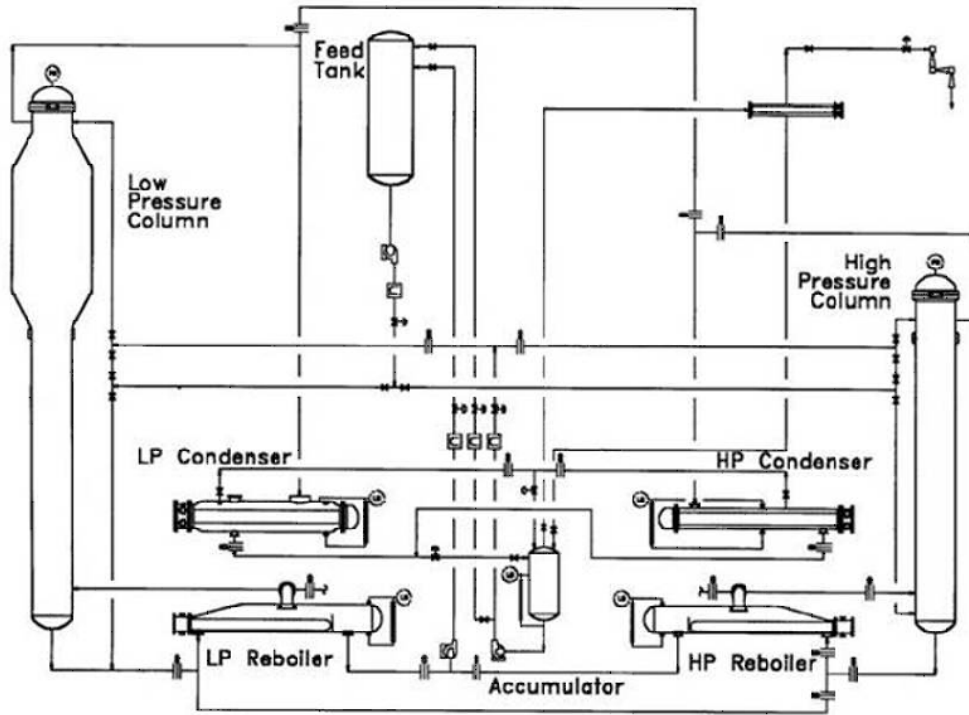 Feed
Tank
Low
Pressure
Column
High
Pressure
Column
LP Condenser
HP Condenser
LP Reboiler
HP Reboiler
Accumulator